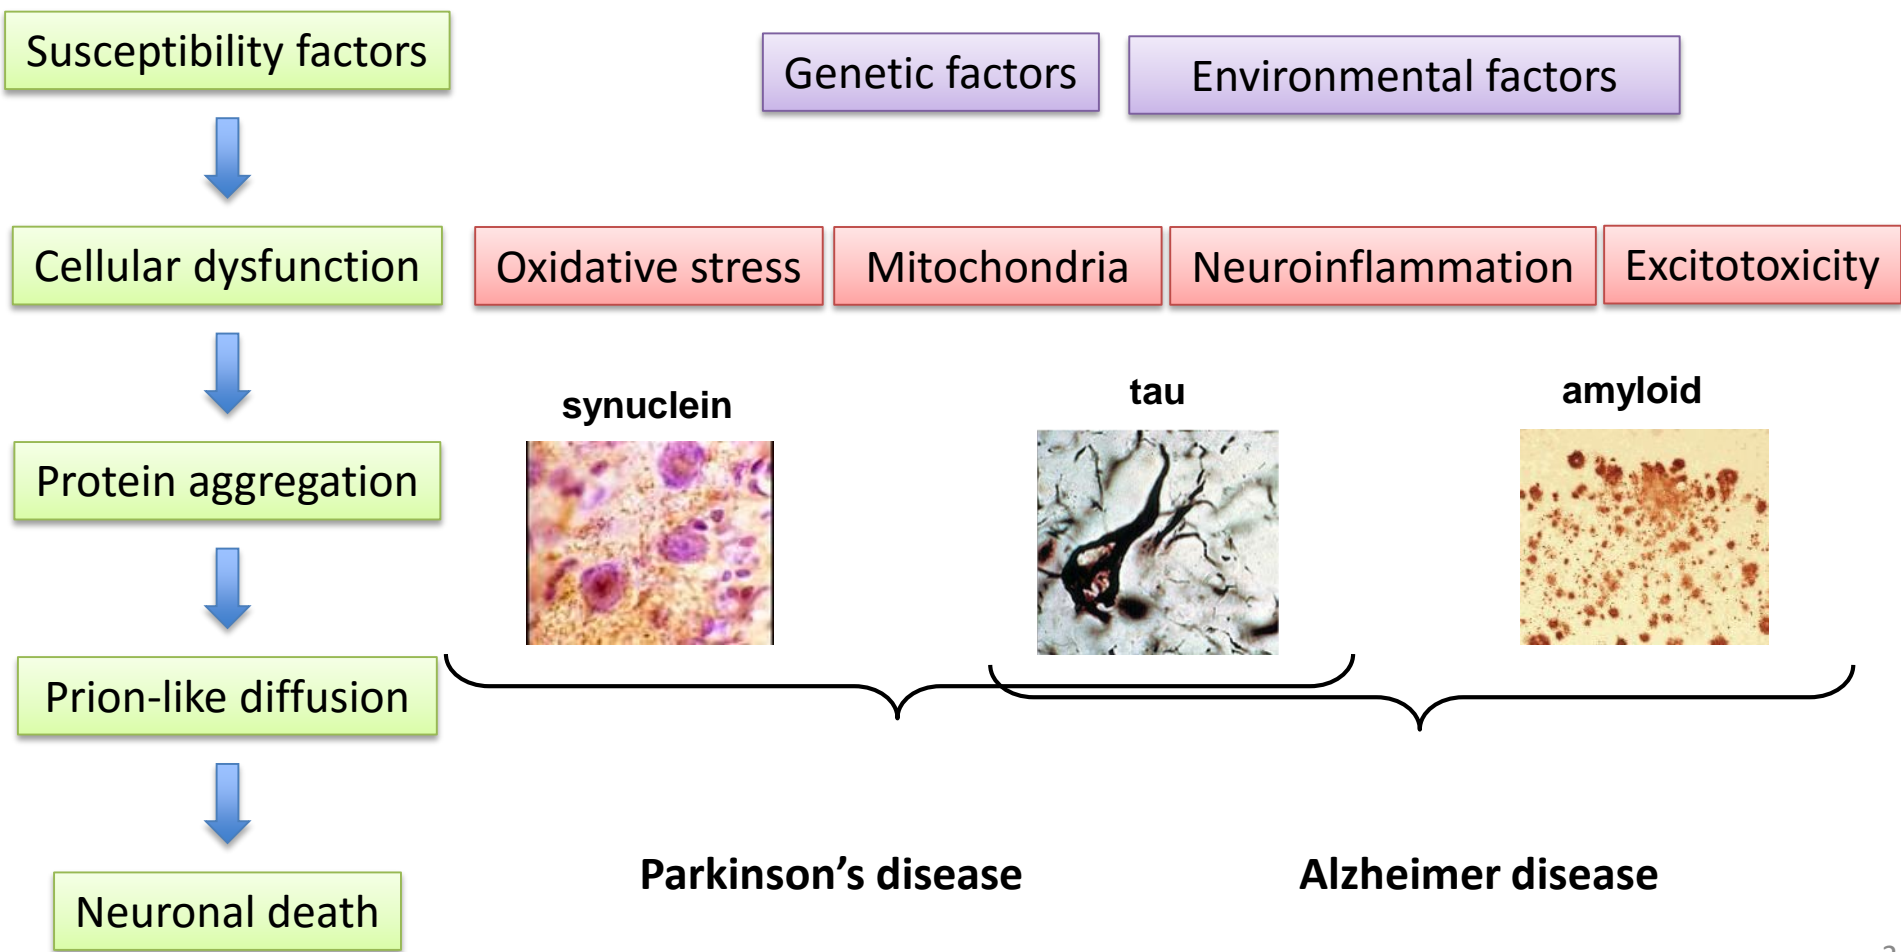 Susceptibility factors
Genetic factors
Environmental factors
Cellular dysfunction
Oxidative stress
Mitochondria
Neuroinflammation
Excitotoxicity
synuclein
tau
amyloid
Protein aggregation
Prion-like diffusion
Parkinson’s disease
Alzheimer disease
Neuronal death